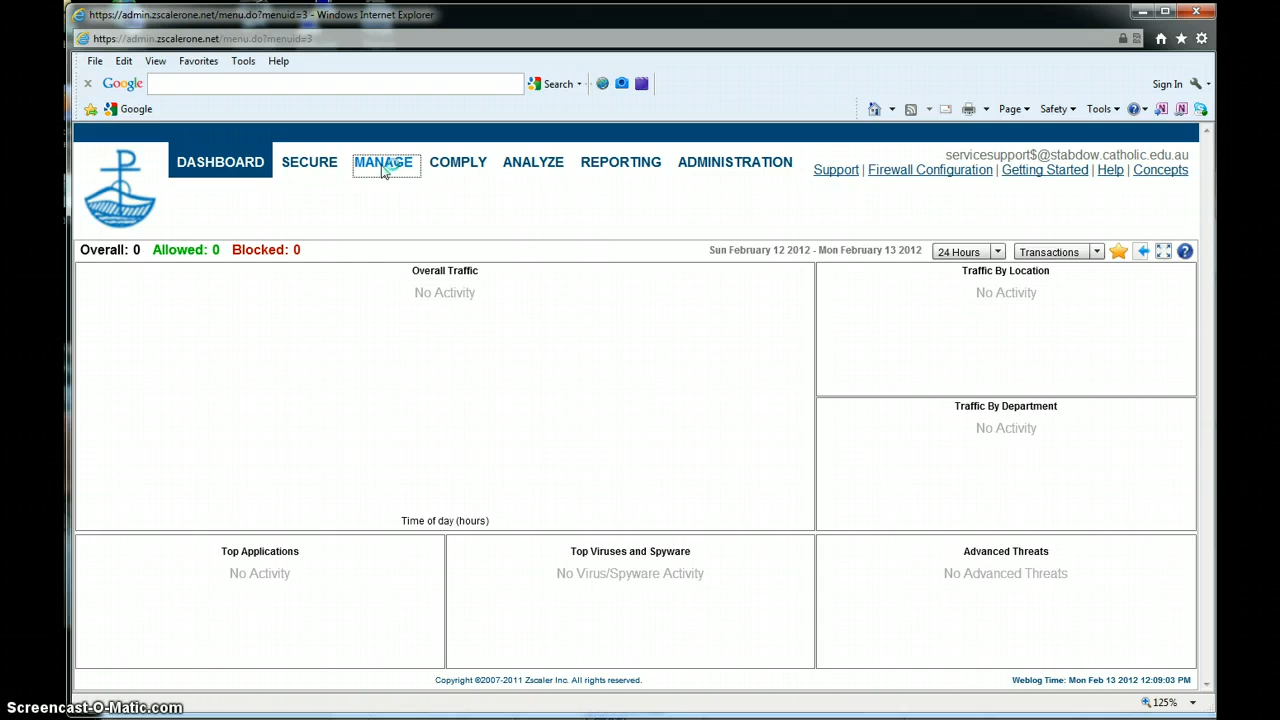 https://admin.zscalerone.net/menu.do?menuid=3 - Windows Internet Explorer
https://admin.zscalerone.net/menu.do?menuid=3
File Edit View Favorites Tools Help
x Google Search Sign In
Google Page Safety Tools
DASHBOARD SECURE MANAGE COMPLY ANALYZE REPORTING ADMINISTRATION
servicesupport$@stabdow.catholic.edu.au
Support | Firewall Configuration | Getting Started | Help | Concepts
Overall: 0 Allowed: 0 Blocked: 0 Sun February 12 2012 - Mon February 13 2012 24 Hours Transactions
Overall Traffic
No Activity
Time of day (hours)
Traffic By Location
No Activity
Traffic By Department
No Activity
Top Applications
No Activity
Top Viruses and Spyware
No Virus/Spyware Activity
Advanced Threats
No Advanced Threats
Copyright ©2007-2011 Zscaler Inc. All rights reserved. Weblog Time: Mon Feb 13 2012 12:09:03 PM
125%
Screencast-O-Matic.com